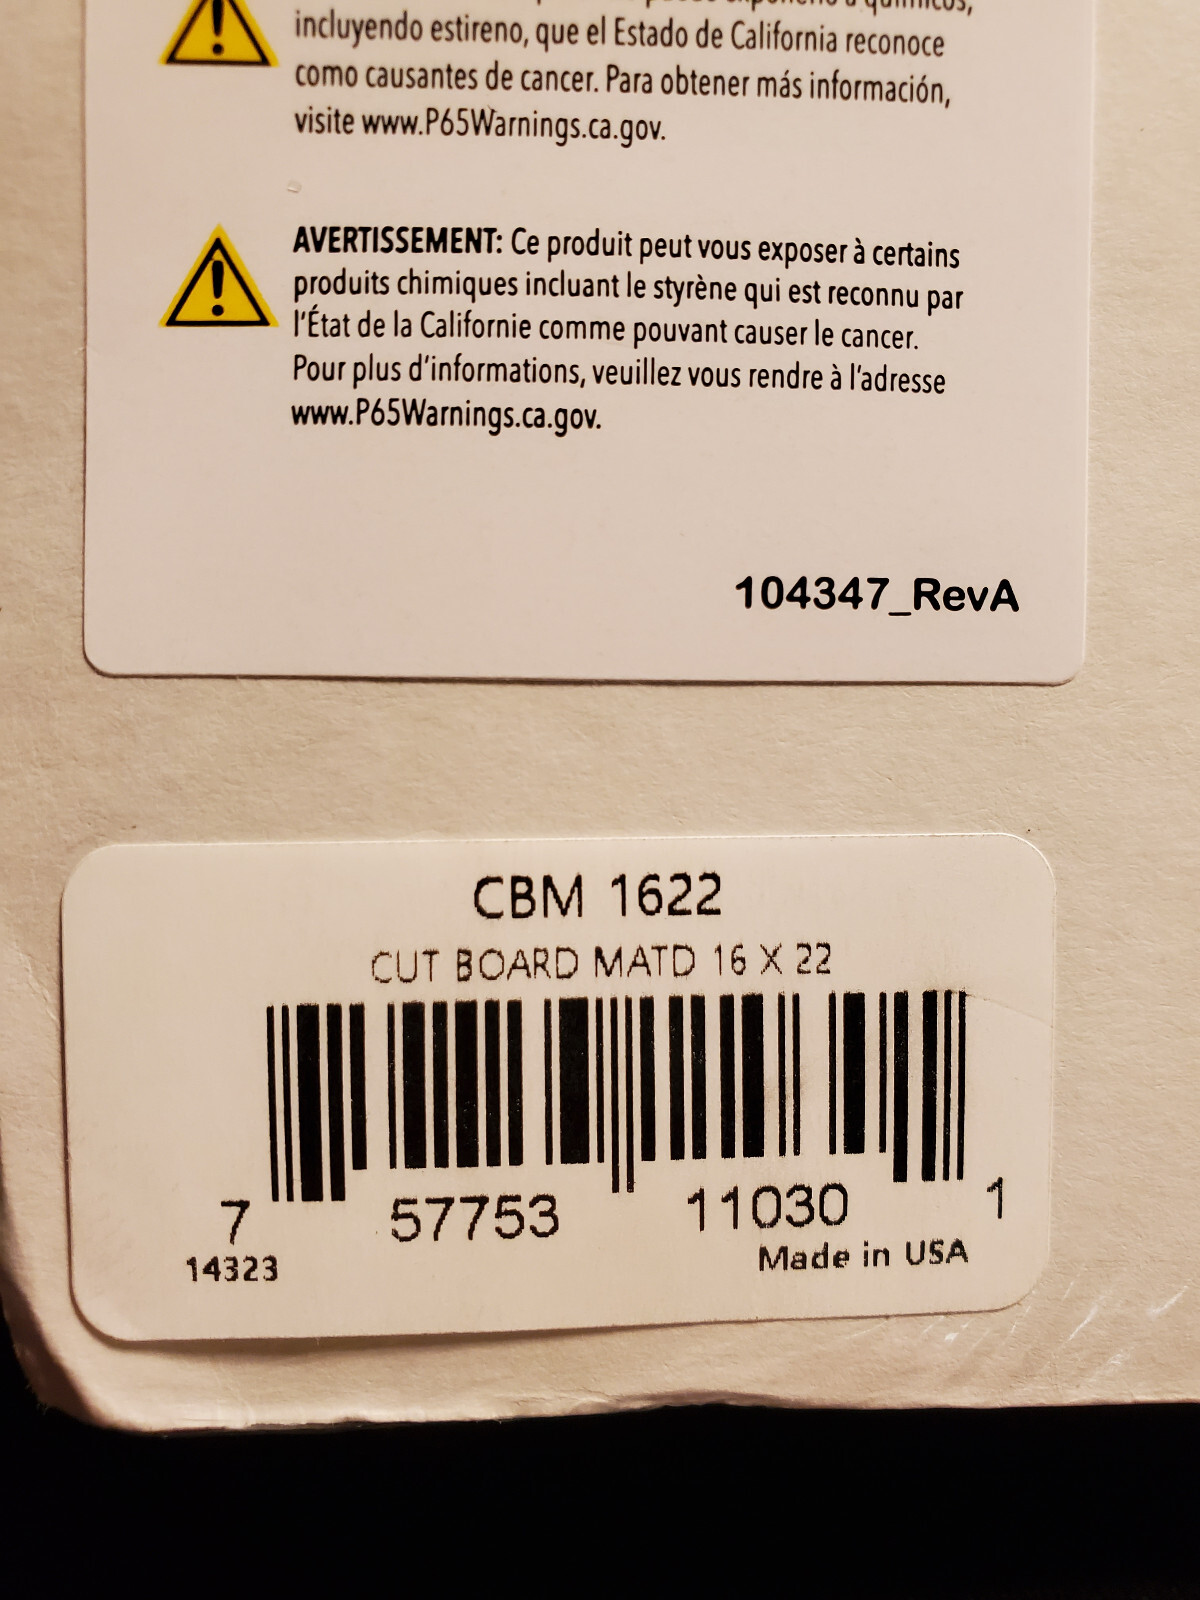 químicos,
incluyendo estireno, que el Estado de California reconoce
como causantes de cancer. Para obtener más información,
visite www.P65Warnings.ca.gov.
AVERTISSEMENT: Ce produit peut vous exposer à certains
produits chimiques incluant le styrène qui est reconnu par
l'État de la Californie comme pouvant causer le cancer.
Pour plus d'informations, veuillez vous rendre à l'adresse
www.P65Warnings.ca.gov.
104347_RevA
CBM 1622
CUT BOARD MATD 16 X 22
7 57753 11030 1
14323 Made in USA